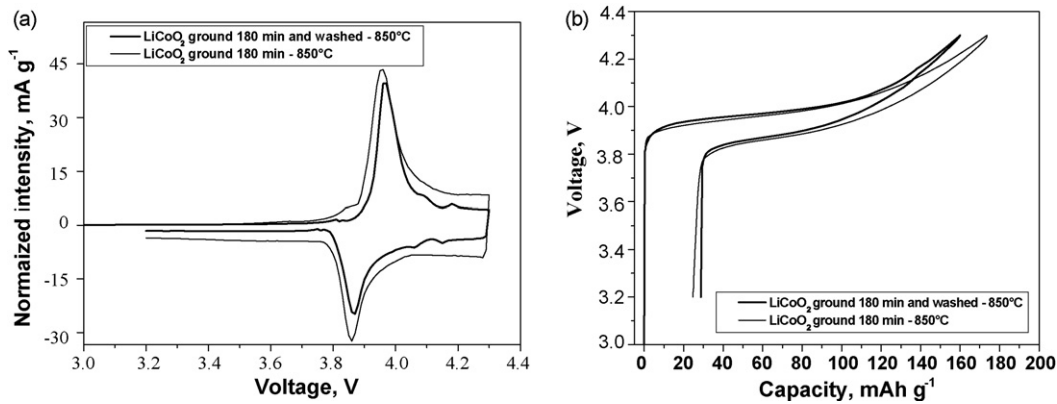 (a)
LiCoO₂ ground 180 min and washed - 850°C
LiCoO₂ ground 180 min - 850°C
Normaized intensity, mA g⁻¹
45
30
15
0
-15
-30
3.0 3.2 3.4 3.6 3.8 4.0 4.2 4.4
Voltage, V
(b)
Voltage, V
4.4
4.2
4.0
3.8
3.6
3.4
3.2
3.0
LiCoO₂ ground 180 min and washed - 850°C
LiCoO₂ ground 180 min - 850°C
0 20 40 60 80 100 120 140 160 180 200
Capacity, mAh g⁻¹